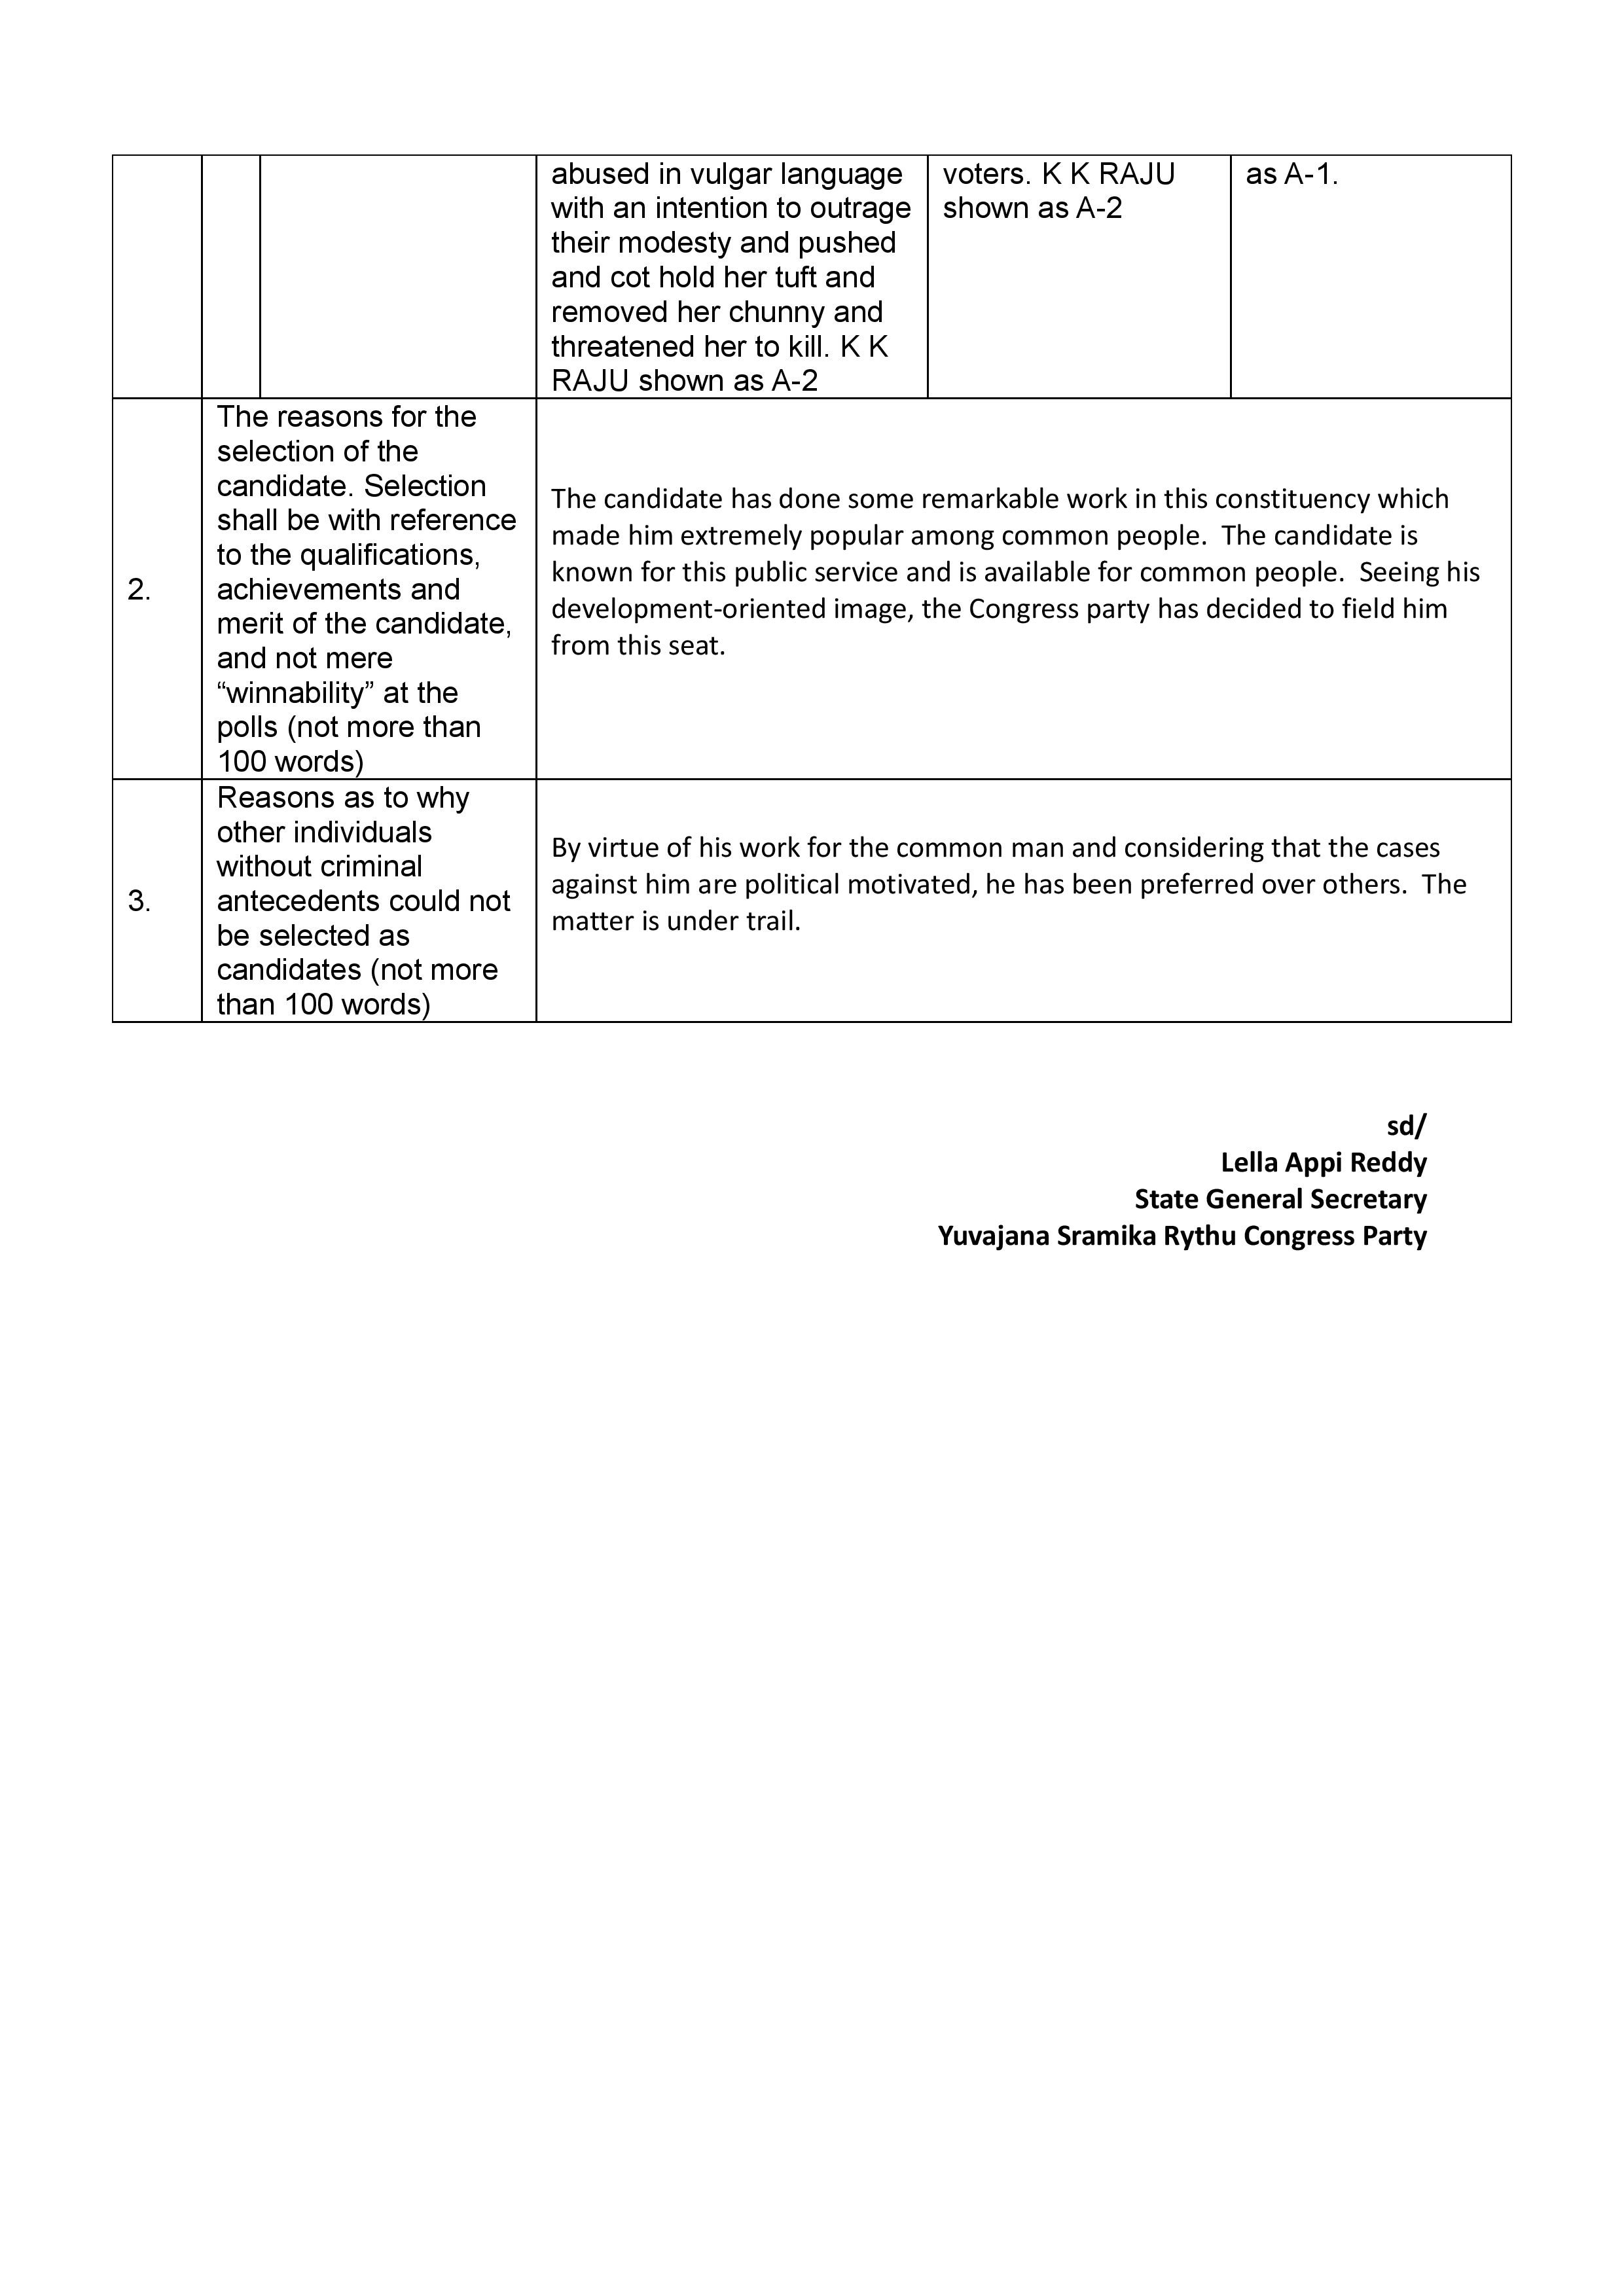 abused in vulgar language
with an intention to outrage
their modesty and pushed
and cot hold her tuft and
removed her chunny and
threatened her to kill. K K
RAJU shown as A-2
voters. K K RAJU
shown as A-2
as A-1.
2.
The reasons for the
selection of the
candidate. Selection
shall be with reference
to the qualifications,
achievements and
merit of the candidate,
and not mere
“winnability” at the
polls (not more than
100 words)
The candidate has done some remarkable work in this constituency which
made him extremely popular among common people.  The candidate is
known for this public service and is available for common people.  Seeing his
development-oriented image, the Congress party has decided to field him
from this seat.
3.
Reasons as to why
other individuals
without criminal
antecedents could not
be selected as
candidates (not more
than 100 words)
By virtue of his work for the common man and considering that the cases
against him are political motivated, he has been preferred over others.  The
matter is under trail.
sd/
Lella Appi Reddy
State General Secretary
Yuvajana Sramika Rythu Congress Party